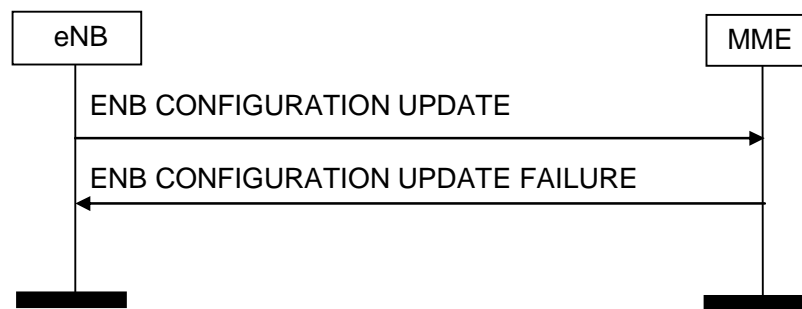 eNB
MME
ENB CONFIGURATION UPDATE
ENB CONFIGURATION UPDATE FAILURE